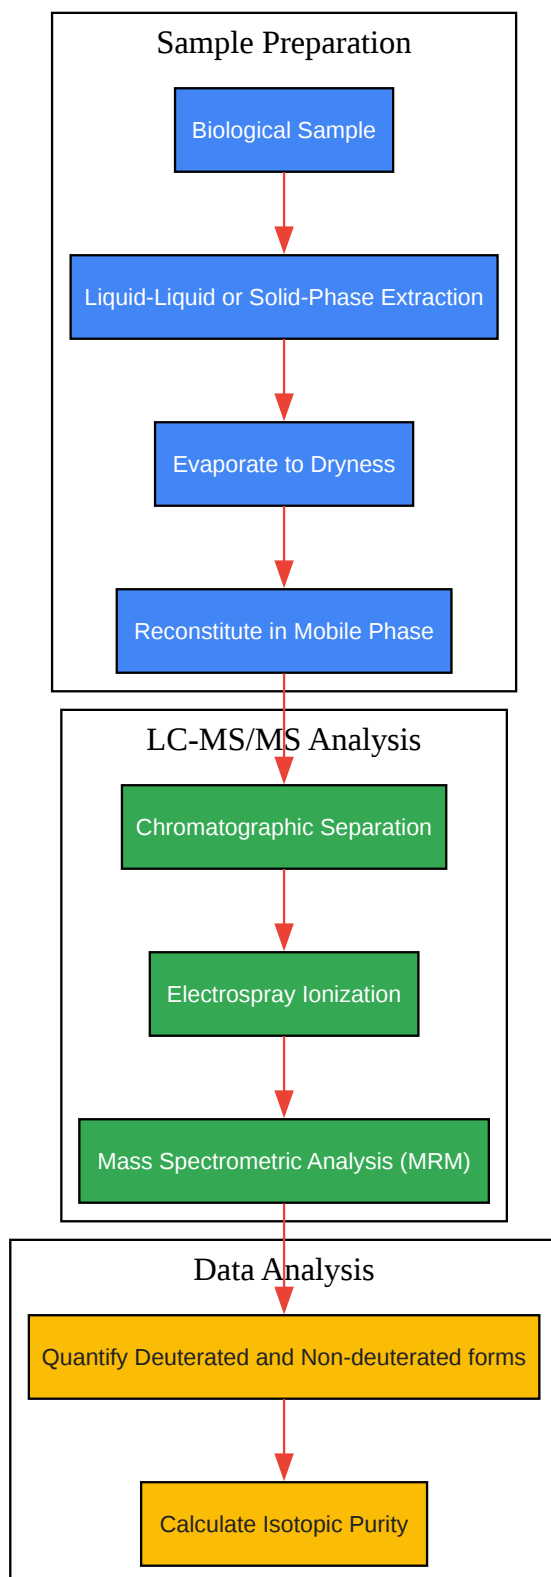 Sample Preparation
Biological Sample
Liquid-Liquid or Solid-Phase Extraction
Evaporate to Dryness
Reconstitute in Mobile Phase
LC-MS/MS Analysis
Chromatographic Separation
Electrospray Ionization
Mass Spectrometric Analysis (MRM)
Data Analysis
Quantify Deuterated and Non-deuterated forms
Calculate Isotopic Purity